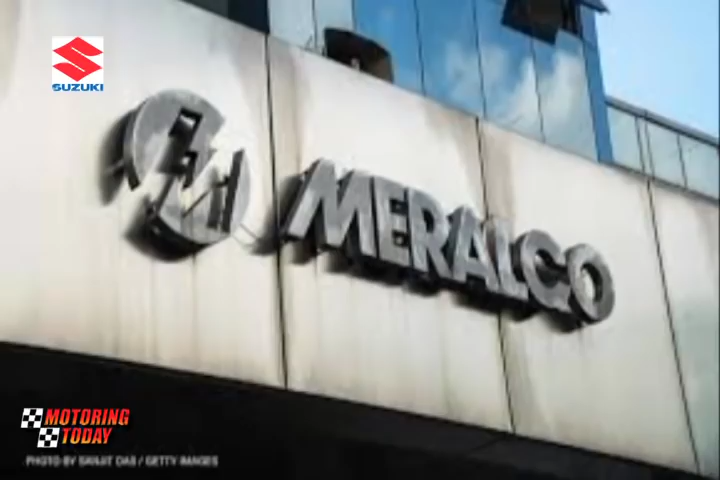 SUZUKI
MERALCO
MOTORING
TODAY
PHOTO BY SANJIT DAS / GETTY IMAGES